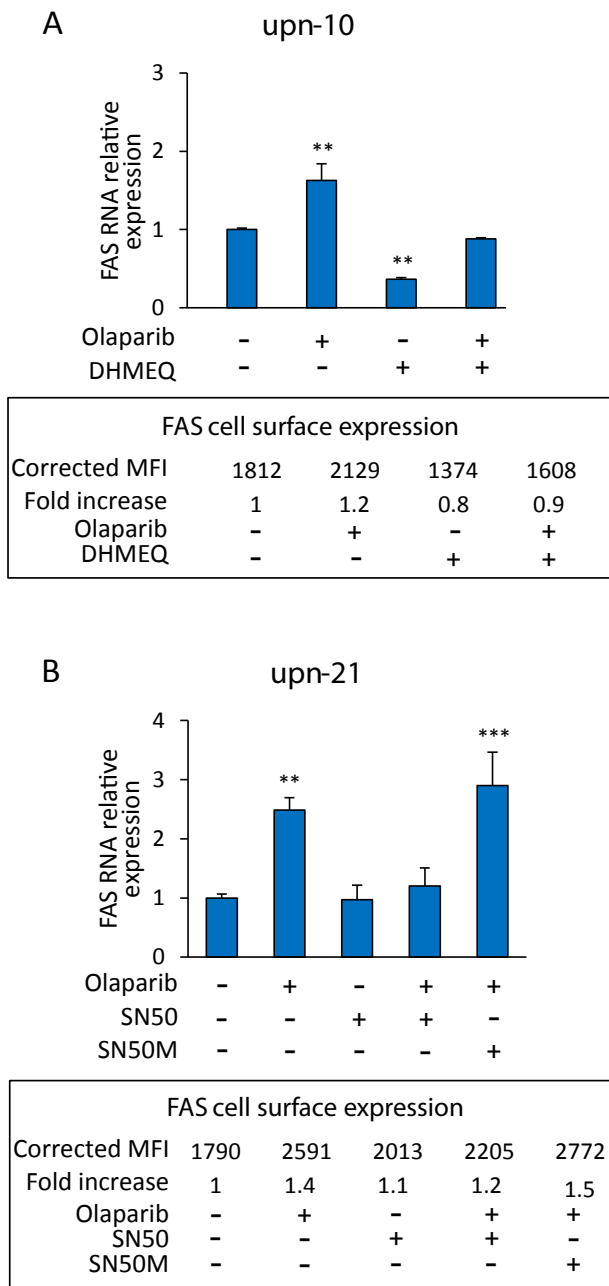 A
upn-10
FAS RNA relative
expression
3
2
1
0
**
**
Olaparib – + – +
DHMEQ – – + +
FAS cell surface expression
Corrected MFI 1812 2129 1374 1608
Fold increase 1 1.2 0.8 0.9
Olaparib – + – +
DHMEQ – – + +
B
upn-21
FAS RNA relative
expression
4
3
2
1
0
**
***
Olaparib – + – + +
SN50 – – + + –
SN50M – – – – +
FAS cell surface expression
Corrected MFI 1790 2591 2013 2205 2772
Fold increase 1 1.4 1.1 1.2 1.5
Olaparib – + – + +
SN50 – – + + –
SN50M – – – – +